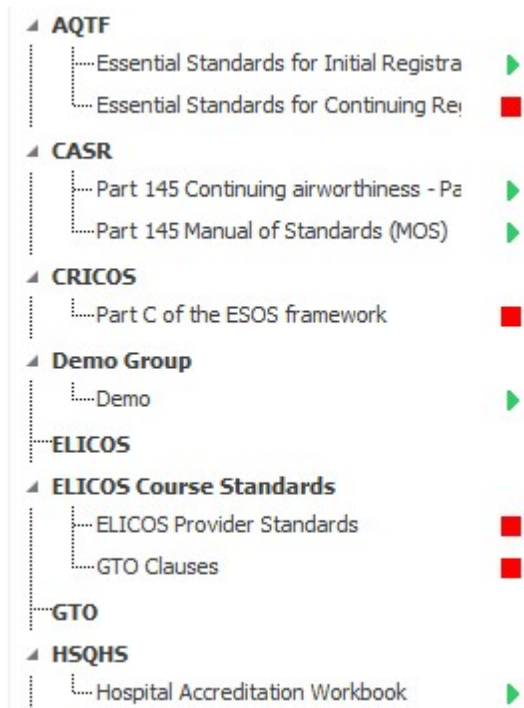 AQTF
Essential Standards for Initial Registra
Essential Standards for Continuing Re
CASR
Part 145 Continuing airworthiness - Pa
Part 145 Manual of Standards (MOS)
CRICOS
Part C of the ESOS framework
Demo Group
Demo
ELICOS
ELICOS Course Standards
ELICOS Provider Standards
GTO Clauses
GTO
HSQHS
Hospital Accreditation Workbook